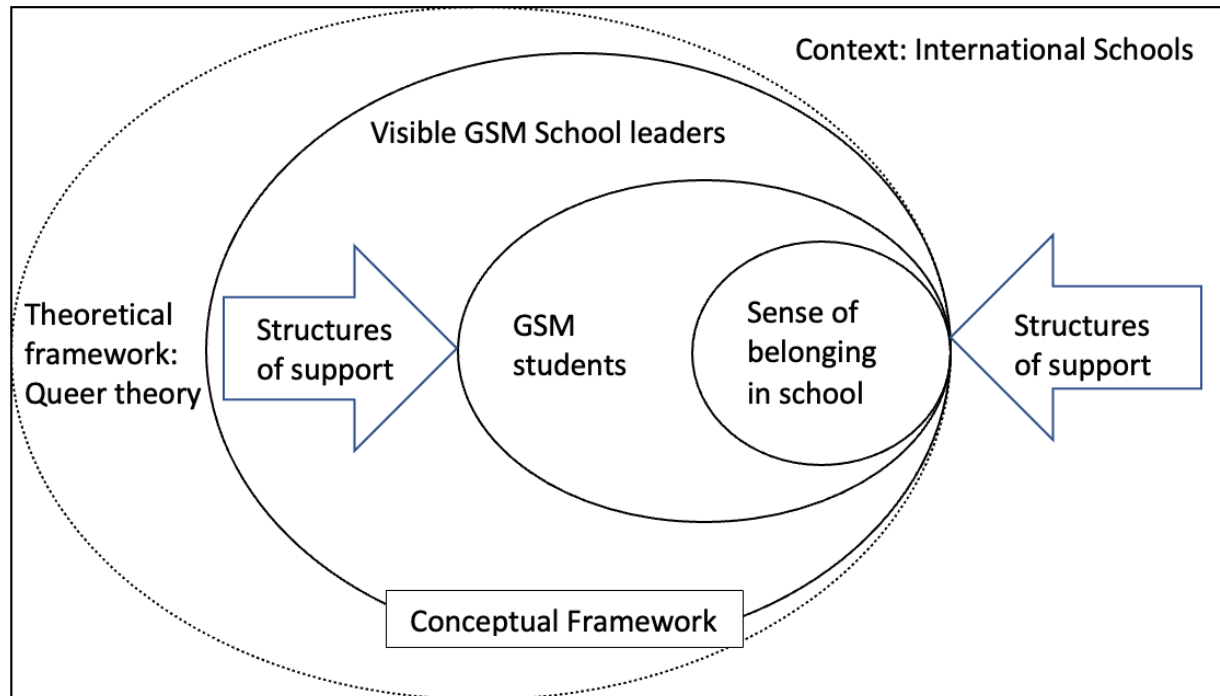 Context: International Schools
Visible GSM School leaders
Theoretical
framework:
Queer theory
Structures
of support
GSM
students
Sense of
belonging
in school
Structures
of support
Conceptual Framework